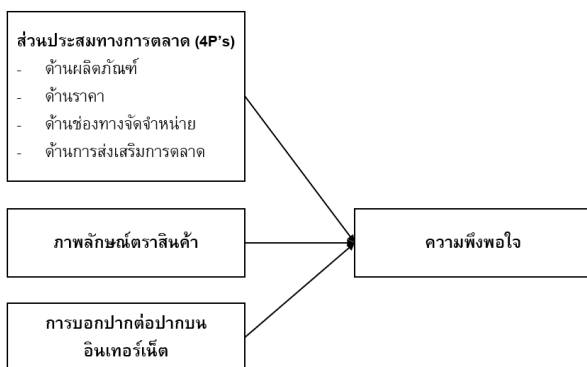 ส่วนประสมทางการตลาด (4P's)
- ด้านผลิตภัณฑ์
- ด้านราคา
- ด้านช่องทางจัดจำหน่าย
- ด้านการส่งเสริมการตลาด
ภาพลักษณ์ตราสินค้า
ความพึงพอใจ
การบอกปากต่อปากบน
อินเทอร์เน็ต